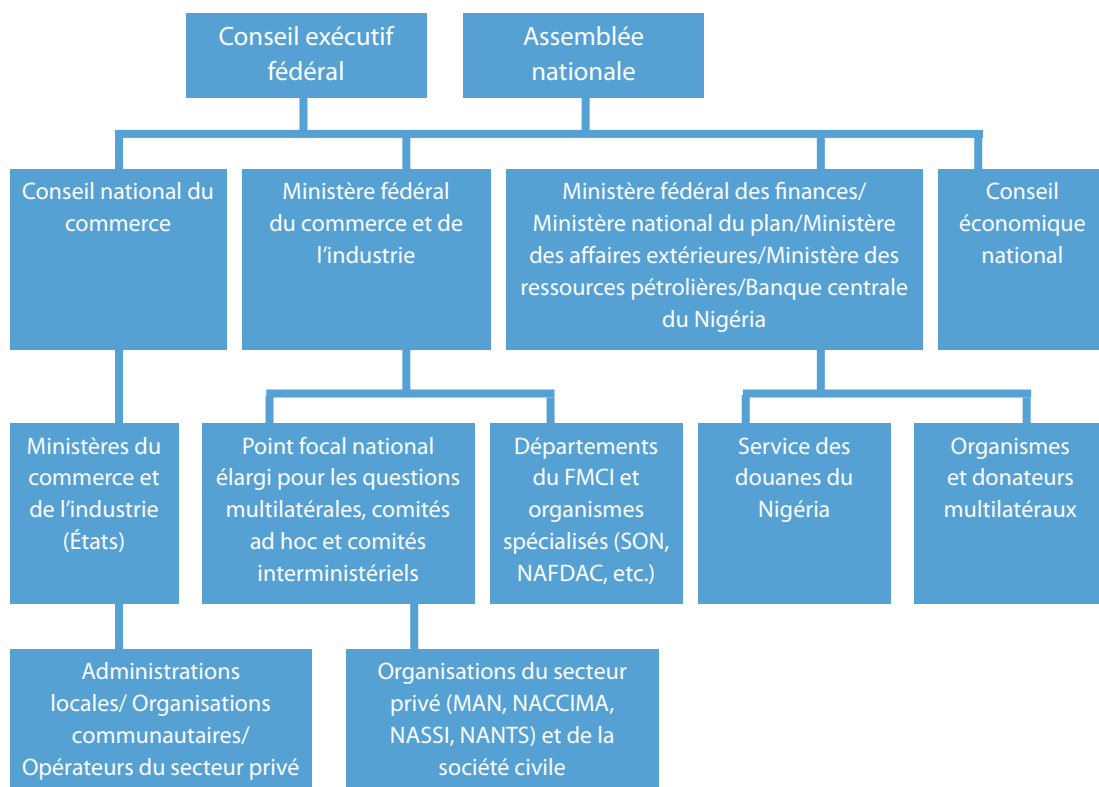 Conseil exécutif
fédéral
Assemblée
nationale
Conseil national du
commerce
Ministère fédéral
du commerce et de
l'industrie
Ministère fédéral des finances/
Ministère national du plan/Ministère
des affaires extérieures/Ministère des
ressources pétrolières/Banque centrale
du Nigéria
Conseil
économique
national
Ministères du
commerce et
de l'industrie
(États)
Point focal national
élargi pour les questions
multilatérales, comités
ad hoc et comités
interministériels
Départements
du FMCI et
organismes
spécialisés (SON,
NAFDAC, etc.)
Service des
douanes du
Nigéria
Organismes
et donateurs
multilatéraux
Administrations
locales/ Organisations
communautaires/
Opérateurs du secteur privé
Organisations du secteur
privé (MAN, NACCIMA,
NASSI, NANTS) et de la
société civile